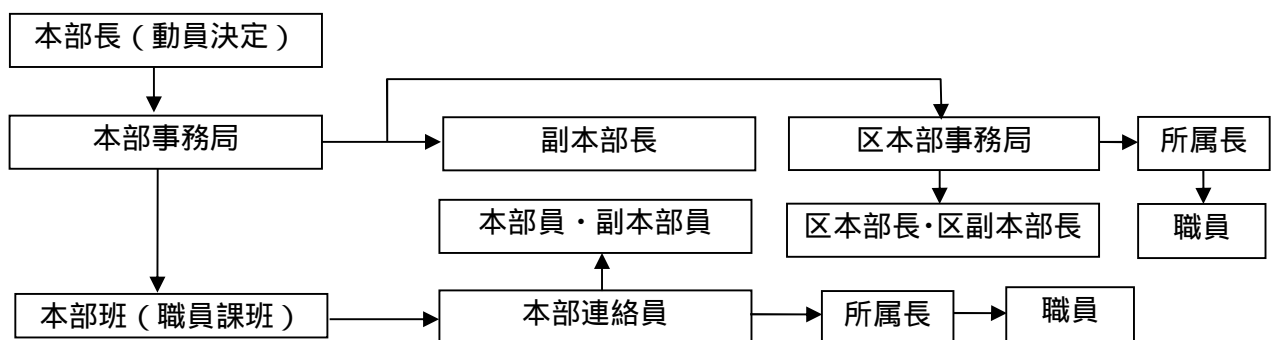 本部長（動員決定）
本部事務局
副本部長
区本部事務局
所属長
本部員・副本部員
区本部長・区副本部長
職員
本部班（職員課班）
本部連絡員
所属長
職員